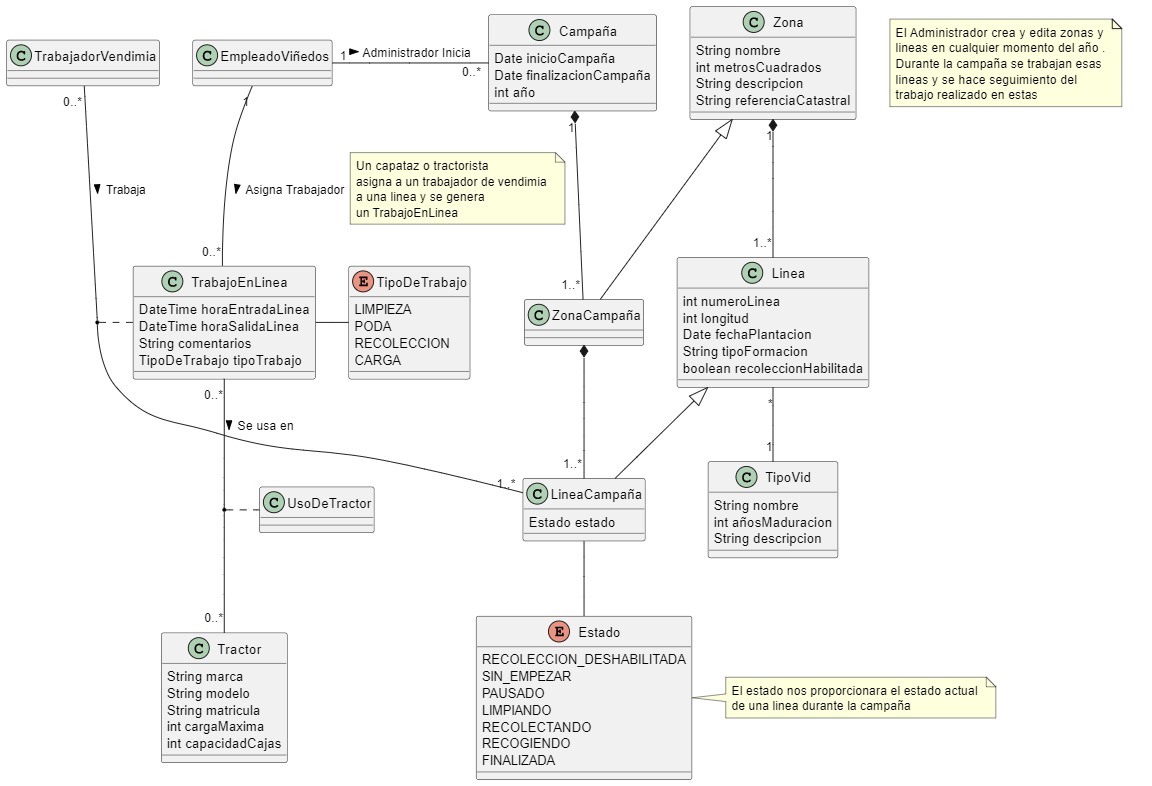 C TrabajadorVendimia
C EmpleadoViñedos
1
Administrador Inicia
0..*
C Campaña
Date inicioCampaña
Date finalizacionCampaña
int año
C Zona
String nombre
int metrosCuadrados
String descripcion
String referenciaCatastral
El Administrador crea y edita zonas y
lineas en cualquier momento del año .
Durante la campaña se trabajan esas
lineas y se hace seguimiento del
trabajo realizado en estas
0..*
1
1
1
Trabaja
Asigna Trabajador
Un capataz o tractorista
asigna a un trabajador de vendimia
a una linea y se genera
un TrabajoEnLinea
0..*
1..*
1..*
C TrabajoEnLinea
DateTime horaEntradaLinea
DateTime horaSalidaLinea
String comentarios
TipoDeTrabajo tipoTrabajo
E TipoDeTrabajo
LIMPIEZA
PODA
RECOLECCION
CARGA
C ZonaCampaña
C Linea
int numeroLinea
int longitud
Date fechaPlantacion
String tipoFormacion
boolean recoleccionHabilitada
0..*
Se usa en
1..*
1..*
*
1
C UsoDeTractor
C LineaCampaña
Estado estado
C TipoVid
String nombre
int añosMaduracion
String descripcion
0..*
C Tractor
String marca
String modelo
String matricula
int cargaMaxima
int capacidadCajas
E Estado
RECOLECCION_DESHABILITADA
SIN_EMPEZAR
PAUSADO
LIMPIANDO
RECOLECTANDO
RECOGIENDO
FINALIZADA
El estado nos proporcionara el estado actual
de una linea durante la campaña